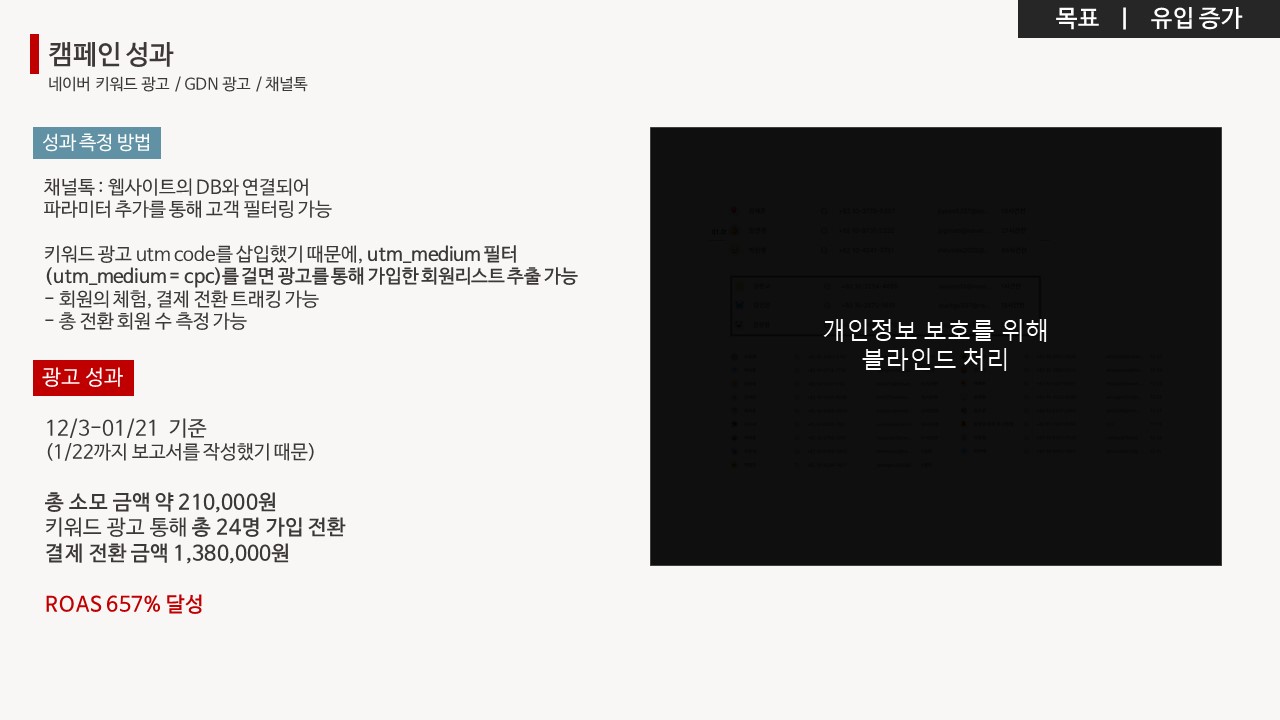 목표 | 유입 증가
캠페인 성과
네이버 키워드 광고 / GDN 광고 / 채널톡
성과 측정 방법
채널톡 : 웹사이트의 DB와 연결되어
파라미터 추가를 통해 고객 필터링 가능
키워드 광고 utm code를 삽입했기 때문에, utm_medium 필터
(utm_medium = cpc)를 걸면 광고를 통해 가입한 회원리스트 추출 가능
- 회원의 체험, 결제 전환 트래킹 가능
- 총 전환 회원 수 측정 가능
광고 성과
12/3-01/21 기준
(1/22까지 보고서를 작성했기 때문)
총 소모 금액 약 210,000원
키워드 광고 통해 총 24명 가입 전환
결제 전환 금액 1,380,000원
ROAS 657% 달성
개인정보 보호를 위해
블라인드 처리